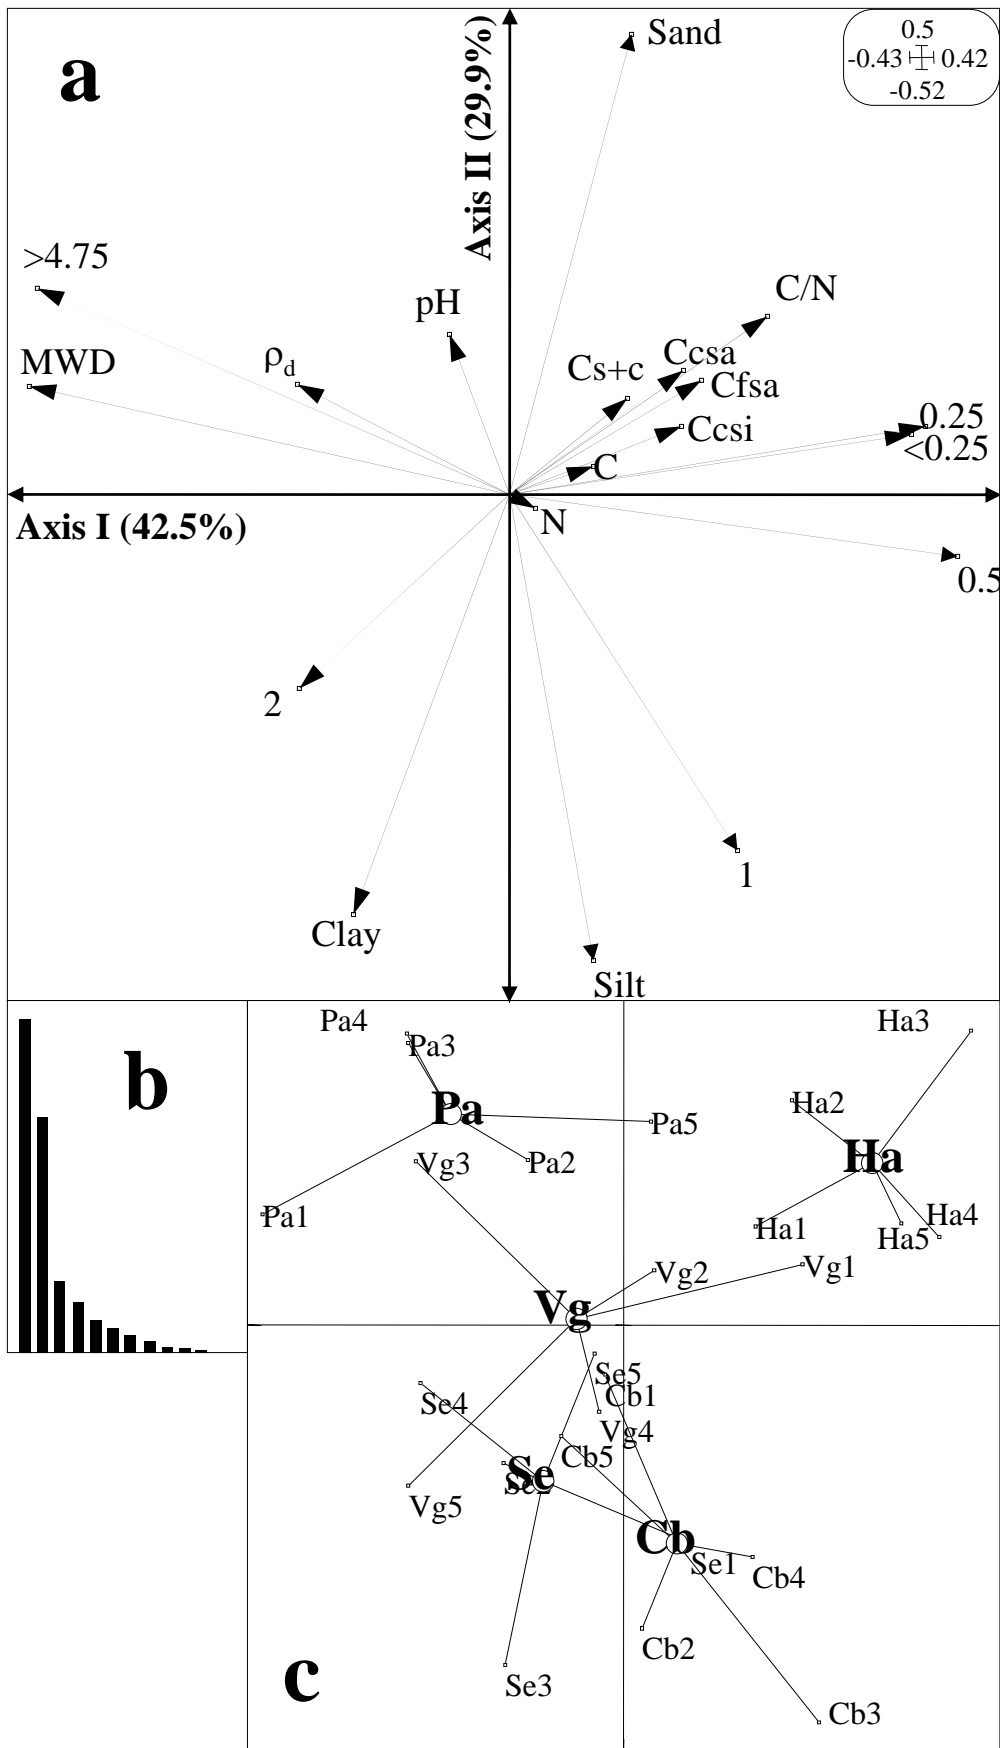 a
Axis II (29.9%)
Sand
0.5
-0.43 0.42
-0.52
>4.75
MWD
ρd
pH
C/N
Ccsa
Cs+c
Cfsa
Ccsi
0.25
<0.25
C
N
Axis I (42.5%)
0.5
2
1
Clay
Silt
b
Pa4
Pa3
Pa
Pa5
Pa2
Vg3
Pa1
Ha3
Ha2
Ha
Ha1
Ha4
Ha5
Vg2
Vg1
Vg
Se5
Cb1
Se4
Vg4
Cb5
Se
Se2
Vg5
Cb
Se1
Cb4
Cb2
Se3
Cb3
c